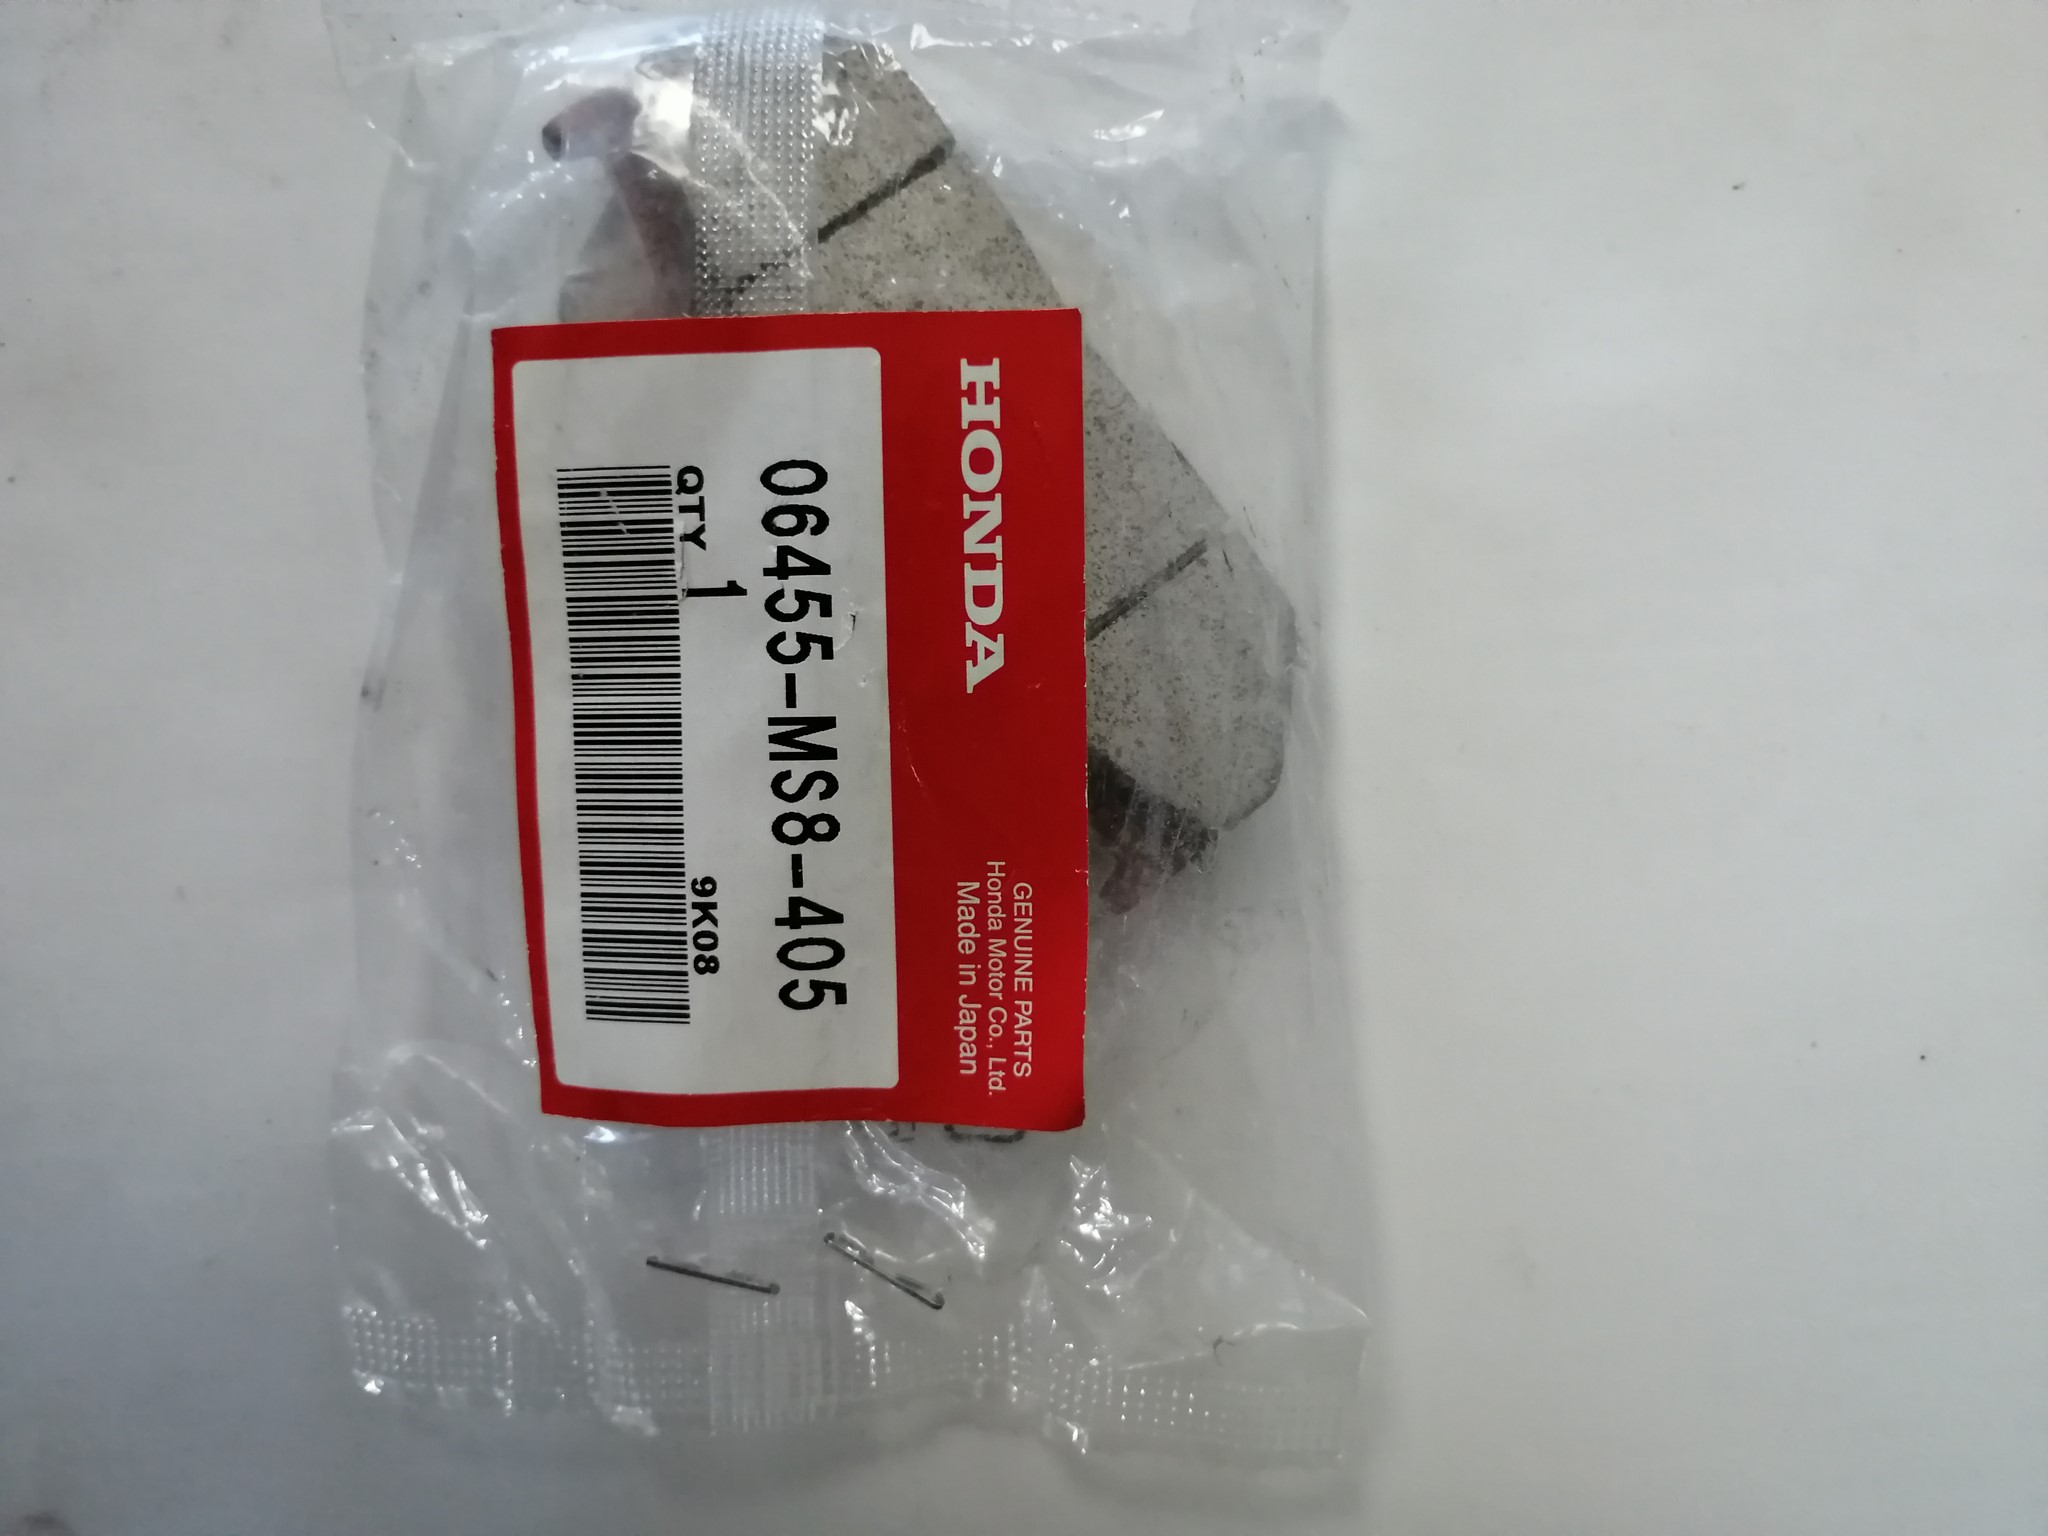 HONDA
GENUINE PARTS
Honda Motor Co., Ltd.
Made in Japan
06455-MS8-405
QTY 1
9K08